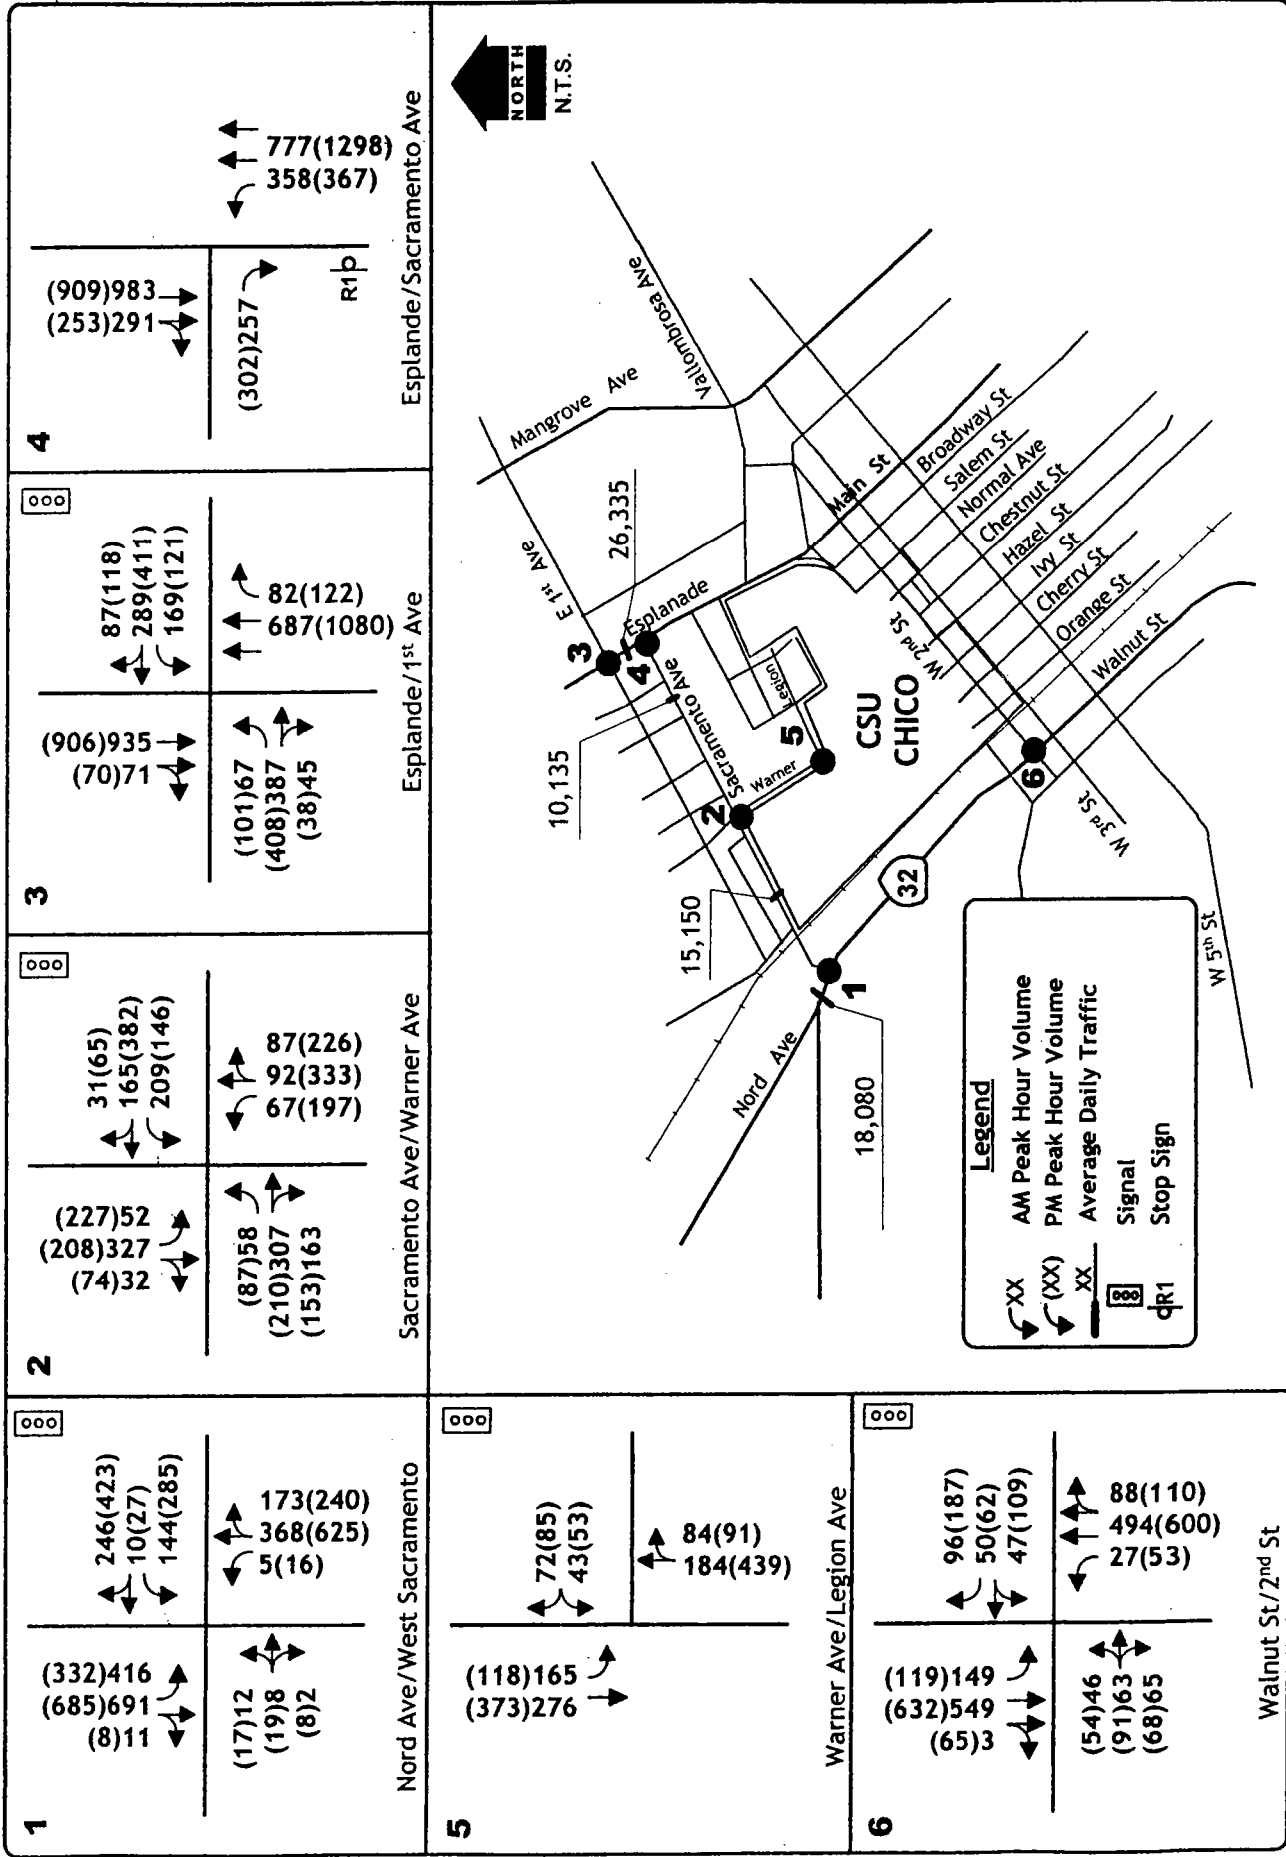 1
246(423)
10(27)
144(285)
(332)416
(685)691
(8)11
(17)12
(19)8
(8)2
173(240)
368(625)
5(16)
Nord Ave/West Sacramento
2
31(65)
165(382)
209(146)
(227)52
(208)327
(74)32
(87)58
(210)307
(153)163
87(226)
92(333)
67(197)
Sacramento Ave/Warner Ave
3
87(118)
289(411)
169(121)
(906)935
(70)71
(101)67
(408)387
(38)45
82(122)
687(1080)
Esplande/1st Ave
4
(909)983
(253)291
(302)257
R1
777(1298)
358(367)
Esplande/Sacramento Ave
5
72(85)
43(53)
(118)165
(373)276
84(91)
184(439)
Warner Ave/Legion Ave
6
96(187)
50(62)
47(109)
(119)149
(632)549
(65)3
(54)46
(91)63
(68)65
88(110)
494(600)
27(53)
Walnut St/2nd St
NORTH
N.T.S.
E 1st Ave
Mangrove Ave
Vallombrosa Ave
10,135
26,335
3
4
Esplanade
Sacramento Ave
15,150
2
Warner
Legion
5
CSU
CHICO
Main St
Broadway St
Salem St
Normal Ave
Chestnut St
Hazel St
Ivy St
Cherry St
Orange St
Walnut St
W 2nd St
W 3rd St
W 5th St
Nord Ave
1
18,080
32
6
Legend
XX AM Peak Hour Volume
(XX) PM Peak Hour Volume
XX Average Daily Traffic
Signal
R1 Stop Sign